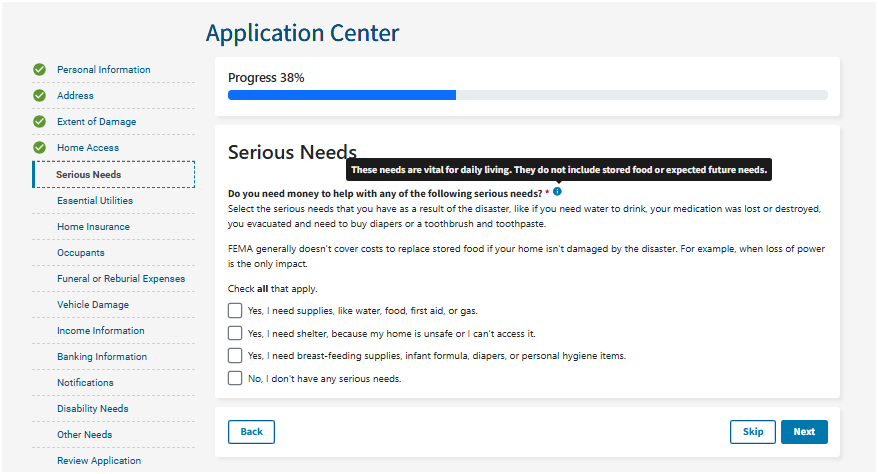 Application Center
Personal Information
Address
Extent of Damage
Home Access
Serious Needs
Essential Utilities
Home Insurance
Occupants
Funeral or Reburial Expenses
Vehicle Damage
Income Information
Banking Information
Notifications
Disability Needs
Other Needs
Review Application
Progress 38%
Serious Needs
These needs are vital for daily living. They do not include stored food or expected future needs.
Do you need money to help with any of the following serious needs? *
Select the serious needs that you have as a result of the disaster, like if you need water to drink, your medication was lost or destroyed,
you evacuated and need to buy diapers or a toothbrush and toothpaste.
FEMA generally doesn't cover costs to replace stored food if your home isn't damaged by the disaster. For example, when loss of power
is the only impact.
Check all that apply.
Yes, I need supplies, like water, food, first aid, or gas.
Yes, I need shelter, because my home is unsafe or I can't access it.
Yes, I need breast-feeding supplies, infant formula, diapers, or personal hygiene items.
No, I don't have any serious needs.
Back
Skip
Next